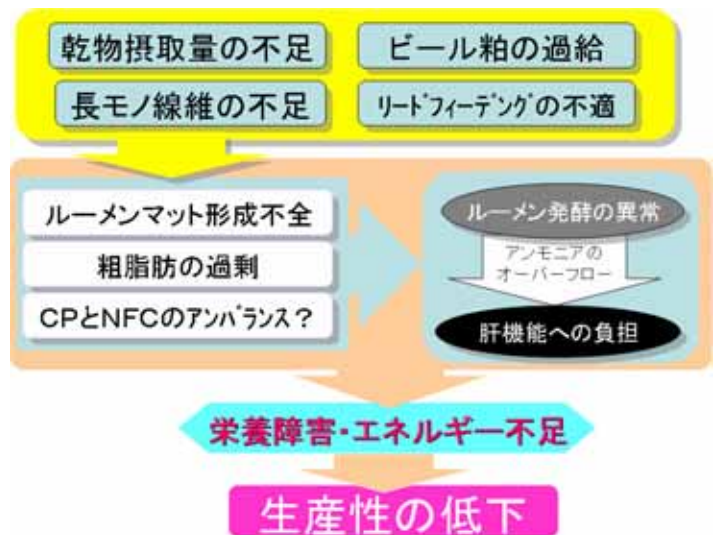 乾物摂取量の不足
ビール粕の過給
長モノ線維の不足
ﾘｰﾄﾞﾌｨｰﾃﾞﾝｸﾞの不適
ルーメンマット形成不全
粗脂肪の過剰
CPとNFCのｱﾝﾊﾞﾗﾝｽ？
ルーメン発酵の異常
アンモニアの
オーバーフロー
肝機能への負担
栄養障害・エネルギー不足
生産性の低下